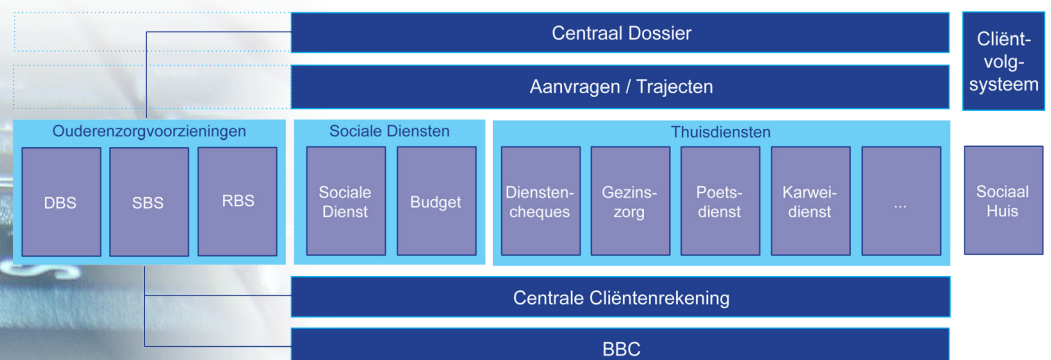 Centraal Dossier
Cliënt-
volg-
systeem
Aanvragen / Trajecten
Ouderenzorgvoorzieningen
Sociale Diensten
Thuisdiensten
DBS
SBS
RBS
Sociale
Dienst
Budget
Diensten-
cheques
Gezins-
zorg
Poets-
dienst
Karwei-
dienst
...
Sociaal
Huis
Centrale Cliëntenrekening
BBC